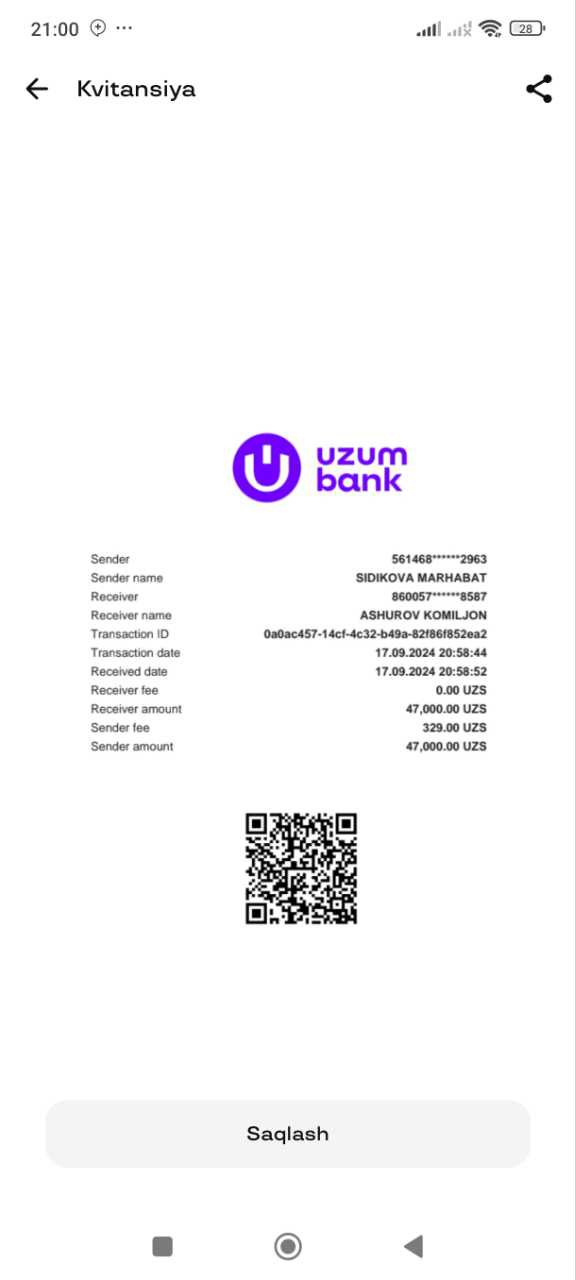 21:00
28
Kvitansiya
uzum
bank
Sender 561468******2963
Sender name SIDIKOVA MARHABAT
Receiver 860057******8587
Receiver name ASHUROV KOMILJON
Transaction ID 0a0ac457-14cf-4c32-b49a-82f86f852ea2
Transaction date 17.09.2024 20:58:44
Received date 17.09.2024 20:58:52
Receiver fee 0.00 UZS
Receiver amount 47,000.00 UZS
Sender fee 329.00 UZS
Sender amount 47,000.00 UZS
Saqlash